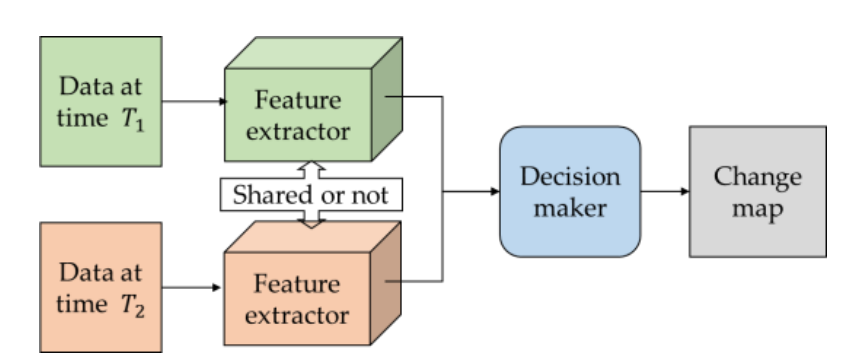 Data at
time T₁
Feature
extractor
Shared or not
Data at
time T₂
Feature
extractor
Decision
maker
Change
map